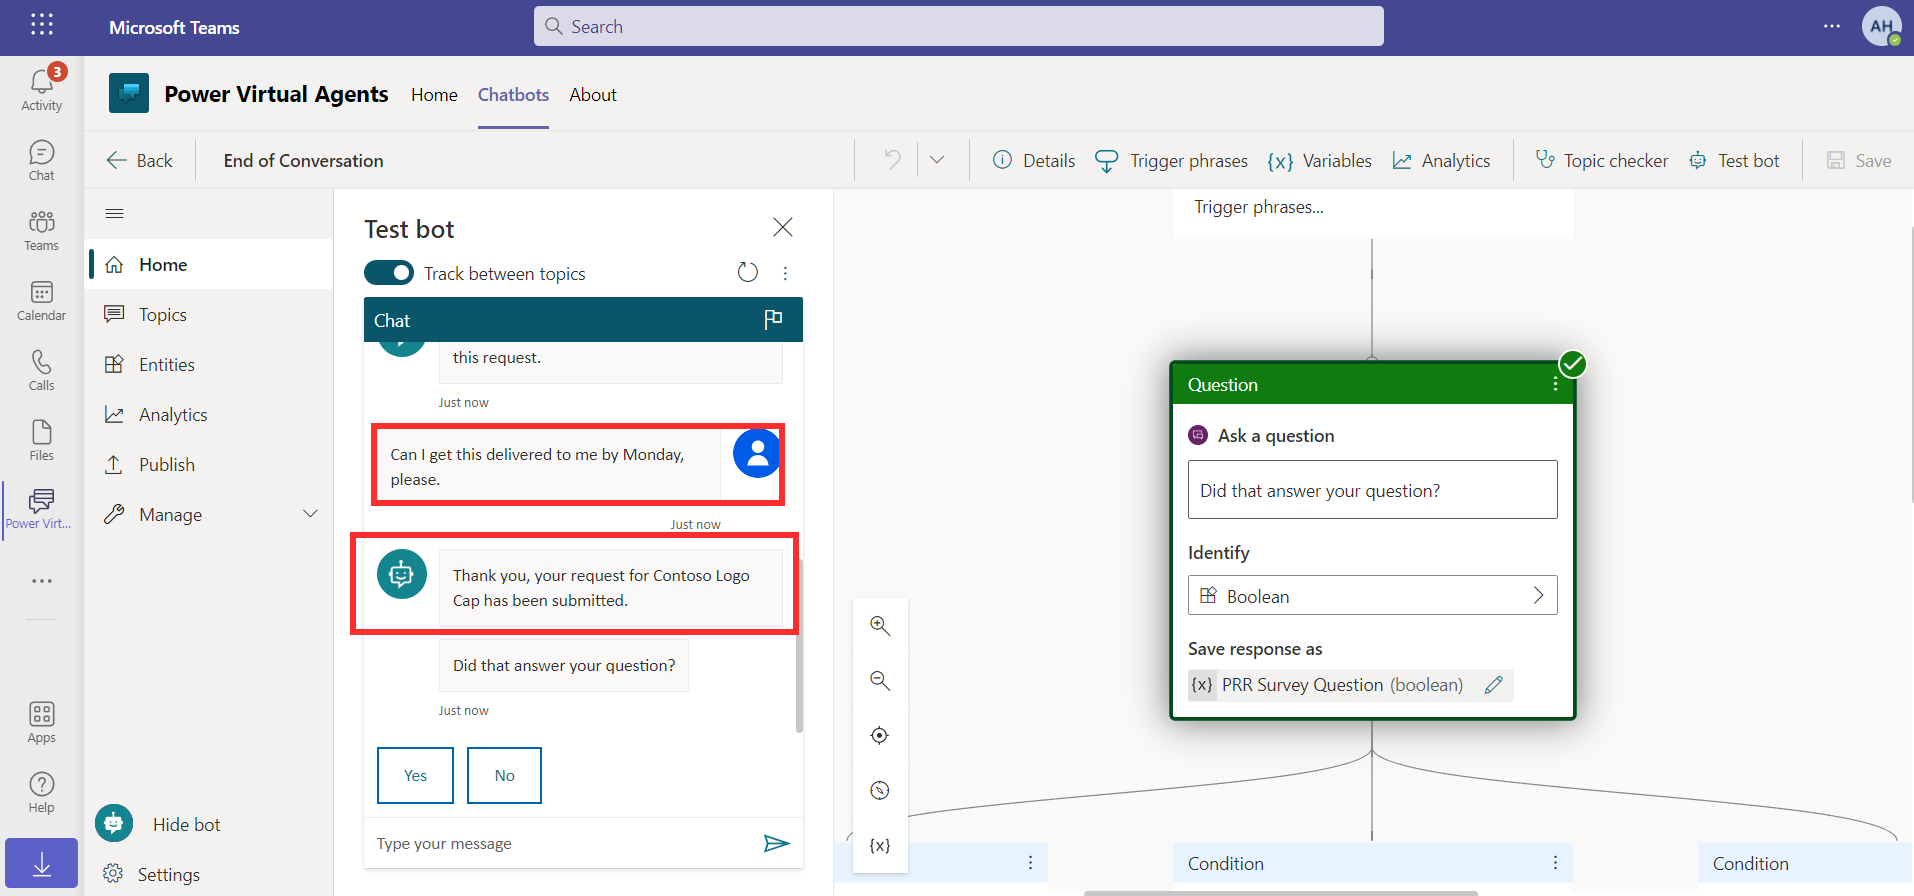 Microsoft Teams
Search
AH
3
Activity
Chat
Teams
Calendar
Calls
Files
Power Virt...
Apps
Help
Power Virtual Agents
Home
Chatbots
About
Back
End of Conversation
Details
Trigger phrases
{x} Variables
Analytics
Topic checker
Test bot
Save
Home
Topics
Entities
Analytics
Publish
Manage
Hide bot
Settings
Test bot
Track between topics
Chat
this request.
Just now
Can I get this delivered to me by Monday,
please.
Just now
Thank you, your request for Contoso Logo
Cap has been submitted.
Did that answer your question?
Just now
Yes
No
Type your message
{x}
Trigger phrases...
Question
Ask a question
Did that answer your question?
Identify
Boolean
Save response as
{x} PRR Survey Question (boolean)
Condition
Condition